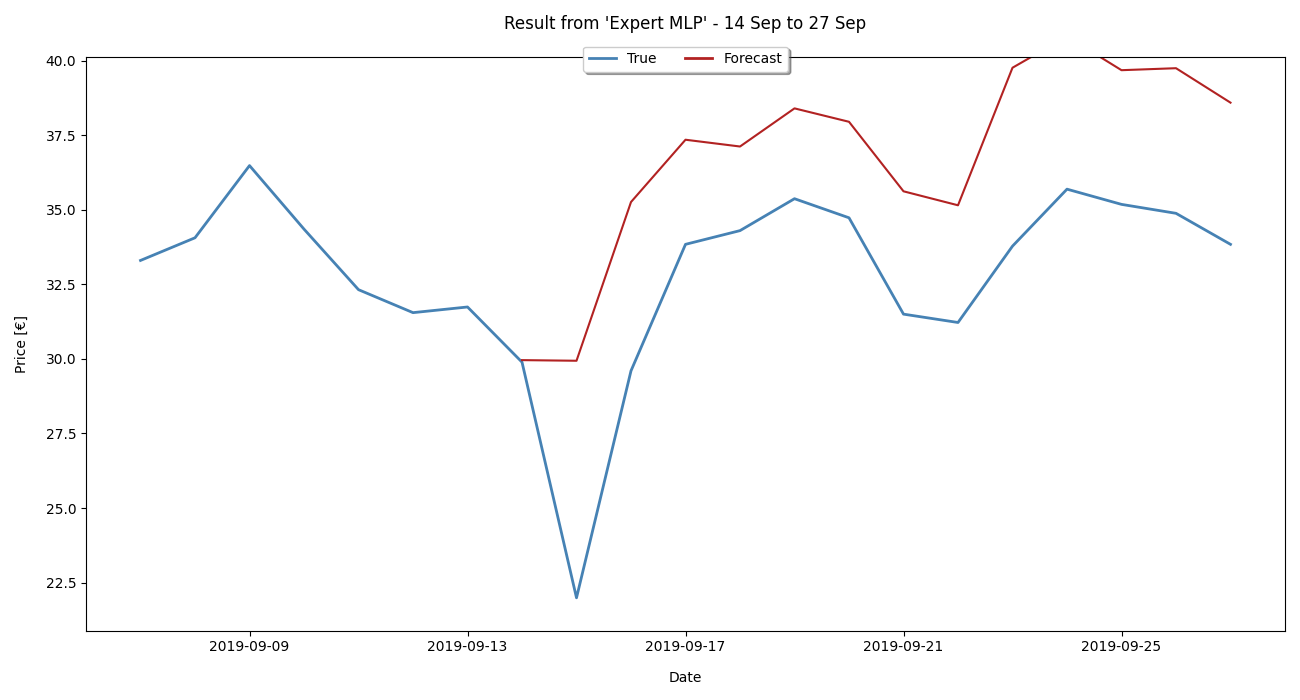 Result from 'Expert MLP' - 14 Sep to 27 Sep
True Forecast
40.0
37.5
35.0
32.5
30.0
27.5
25.0
22.5
Price [€]
2019-09-09 2019-09-13 2019-09-17 2019-09-21 2019-09-25
Date